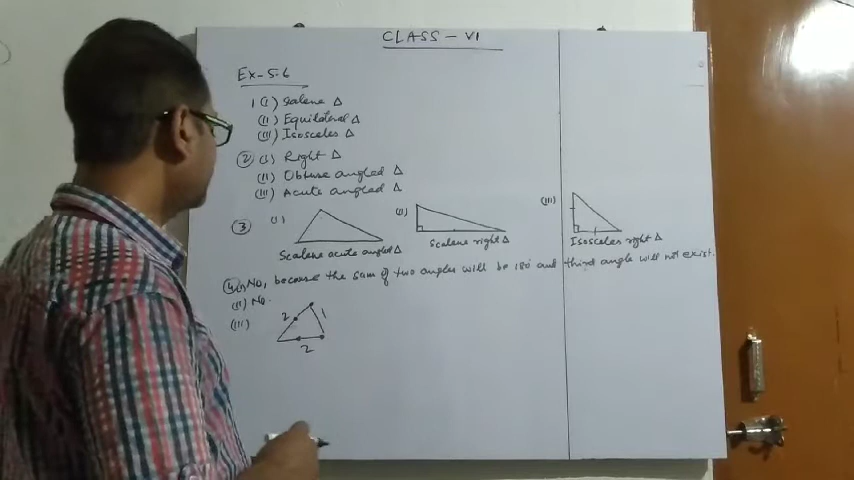 CLASS - VI
Ex-5.6
1 (i) Salene Δ
(ii) Equilateral Δ
(iii) Isosceles Δ
② (i) Right Δ
(ii) Obtuse angled Δ
(iii) Acute angled Δ
③ (i) (ii) (iii)
Scalene acute angled Δ Scalene right Δ Isosceles right Δ
④ (i) No, because the sum of two angles will be 180° and third angle will not exist.
(ii) No.
(iii) 2 1
2